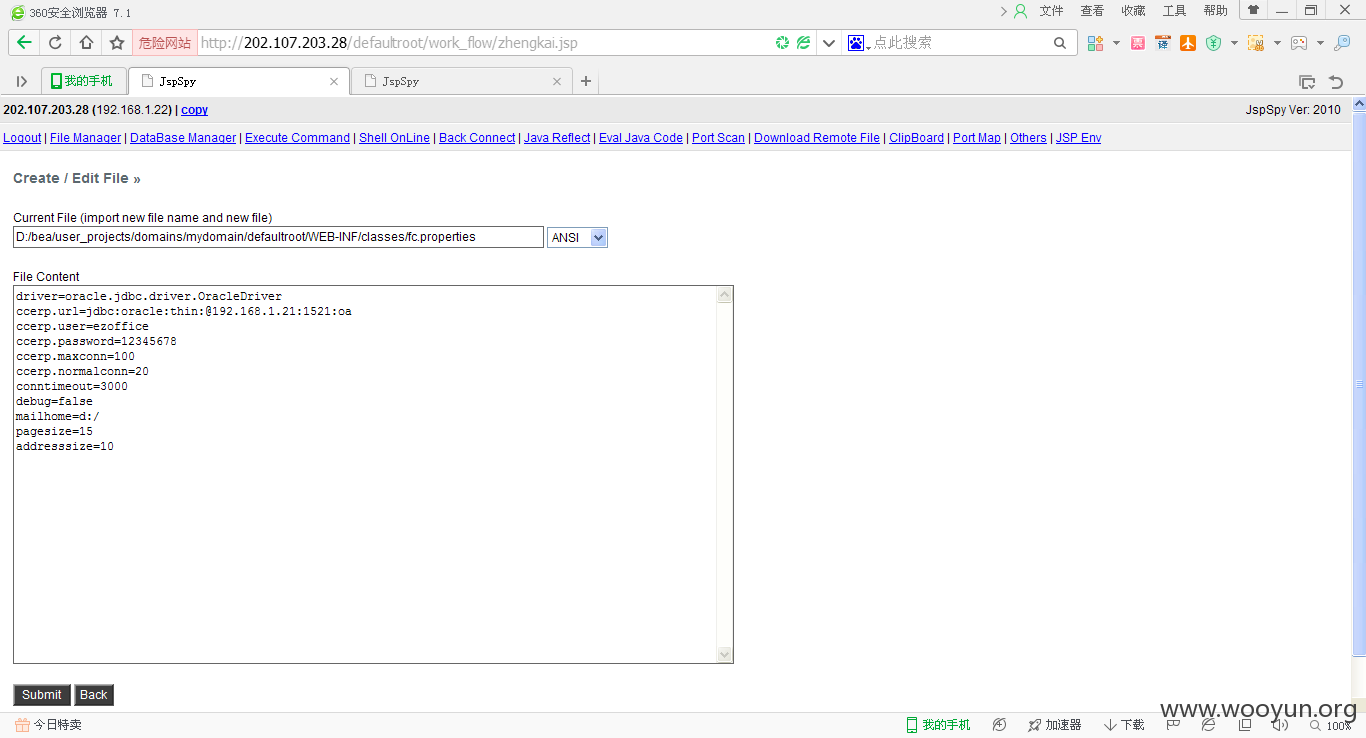 360安全浏览器 7.1
文件 查看 收藏 工具 帮助
危险网站 http://202.107.203.28/defaultroot/work_flow/zhengkai.jsp
点此搜索
我的手机 JspSpy JspSpy
202.107.203.28 (192.168.1.22) | copy
JspSpy Ver: 2010
Logout | File Manager | DataBase Manager | Execute Command | Shell OnLine | Back Connect | Java Reflect | Eval Java Code | Port Scan | Download Remote File | ClipBoard | Port Map | Others | JSP Env
Create / Edit File »
Current File (import new file name and new file)
D:/bea/user_projects/domains/mydomain/defaultroot/WEB-INF/classes/fc.properties ANSI
File Content
driver=oracle.jdbc.driver.OracleDriver
ccerp.url=jdbc:oracle:thin:@192.168.1.21:1521:oa
ccerp.user=ezoffice
ccerp.password=12345678
ccerp.maxconn=100
ccerp.normalconn=20
conntimeout=3000
debug=false
mailhome=d:/
pagesize=15
addresssize=10
Submit Back
www.wooyun.org
今日特卖 我的手机 加速器 下载 100%